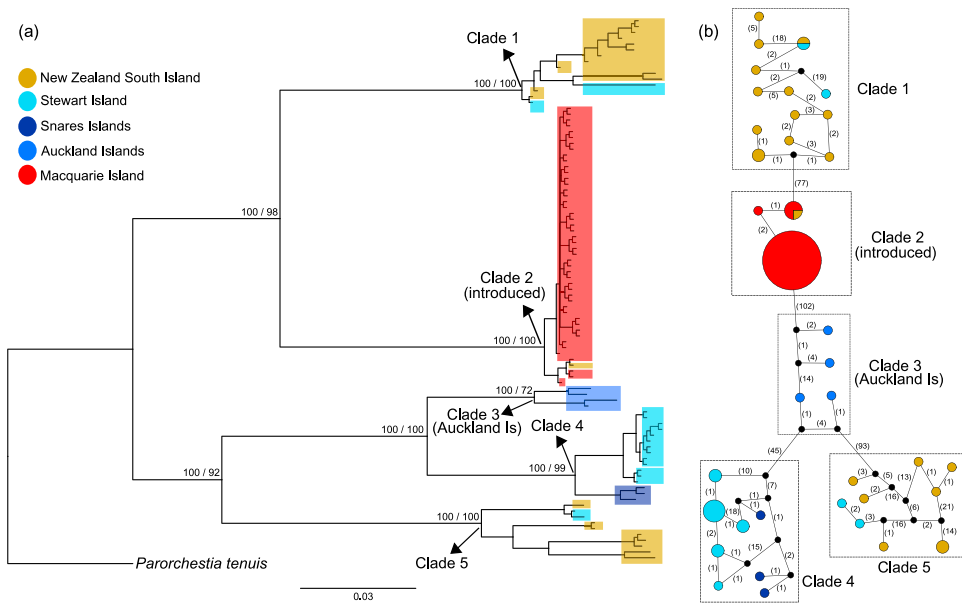 (a)
New Zealand South Island
Stewart Island
Snares Islands
Auckland Islands
Macquarie Island
Clade 1
100 / 100
100 / 98
Clade 2
(introduced)
100 / 100
100 / 72
Clade 3
(Auckland Is)
100 / 100
Clade 4
100 / 99
100 / 92
100 / 100
Clade 5
Parorchestia tenuis
0.03
(b)
(5)
(18)
(2)
(1)
(2)
(19)
(5)
(2)
(3)
(2)
(2)
(1)
(3)
(1)
(1)
Clade 1
(77)
(1)
(2)
Clade 2
(introduced)
(102)
(2)
(1)
(4)
(14)
(1)
(1)
(4)
Clade 3
(Auckland Is)
(45)
(93)
(10)
(7)
(1)
(1)
(1)
(18)
(1)
(1)
(2)
(15)
(1)
(2)
(1)
(1)
(1)
Clade 4
(3)
(5)
(13)
(1)
(1)
(2)
(16)
(2)
(6)
(21)
(3)
(16)
(2)
(14)
(1)
Clade 5